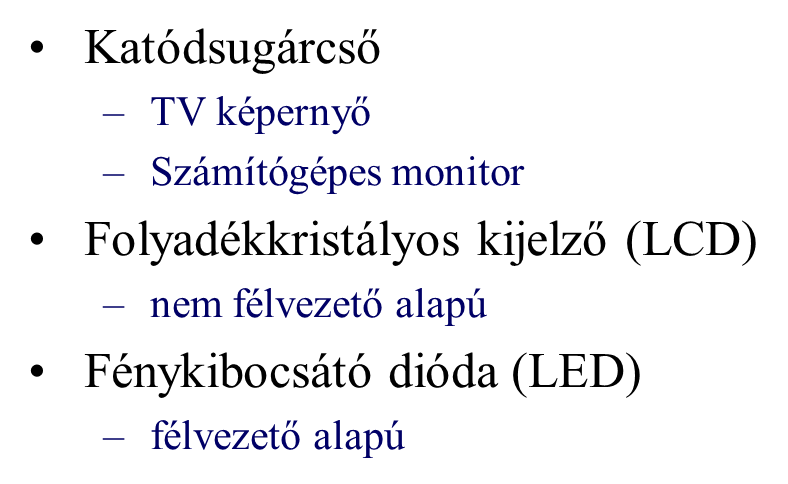 • Katódsugárcső
– TV képernyő
– Számítógépes monitor
• Folyadékkristályos kijelző (LCD)
– nem félvezető alapú
• Fénykibocsátó dióda (LED)
– félvezető alapú